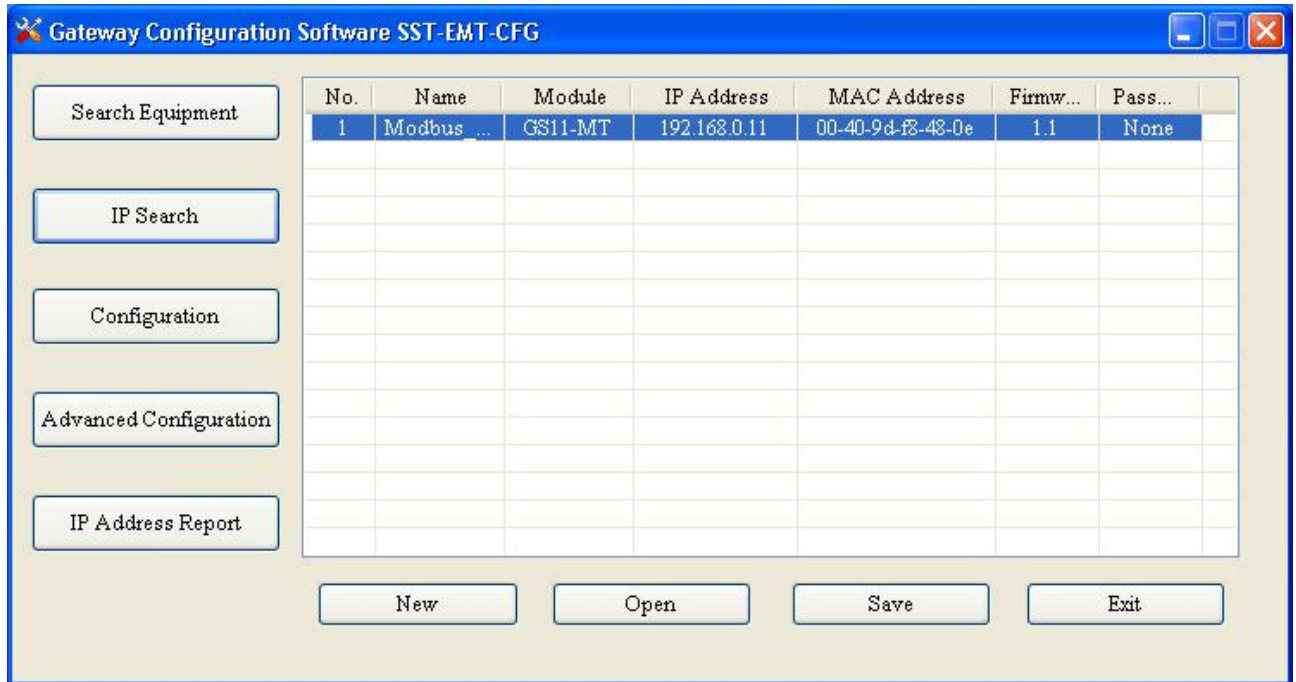 Gateway Configuration Software SST-EMT-CFG
Search Equipment
IP Search
Configuration
Advanced Configuration
IP Address Report
No. Name Module IP Address MAC Address Firmw... Pass...
1 Modbus_... GS11-MT 192.168.0.11 00-40-9d-f8-48-0e 1.1 None
New Open Save Exit